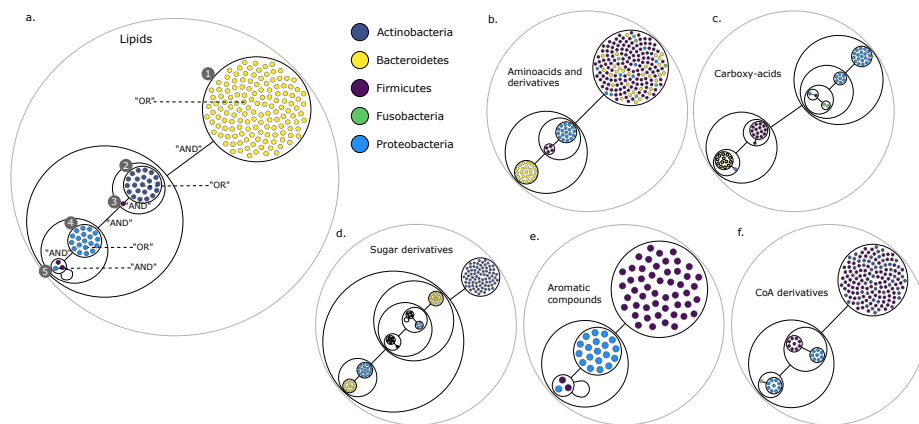 a.
Lipids
1
"OR"
"AND"
2
"OR"
3
"AND"
"AND"
4
"AND"
"OR"
5
"AND"
Actinobacteria
Bacteroidetes
Firmicutes
Fusobacteria
Proteobacteria
b.
Aminoacids and
derivatives
c.
Carboxy-acids
d.
Sugar derivatives
e.
Aromatic
compounds
f.
CoA derivatives